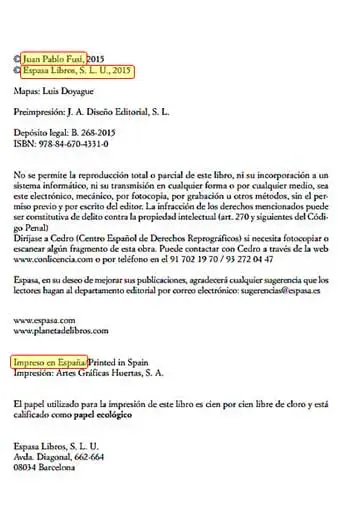 © Juan Pablo Fusi, 2015
© Espasa Libros, S. L. U., 2015
Mapas: Luis Doyague
Preimpresión: J. A. Diseño Editorial, S. L.
Depósito legal: B. 268-2015
ISBN: 978-84-670-4331-0
No se permite la reproducción total o parcial de este libro, ni su incorporación a un
sistema informático, ni su transmisión en cualquier forma o por cualquier medio, sea
este electrónico, mecánico, por fotocopia, por grabación u otros métodos, sin el per-
miso previo y por escrito del editor. La infracción de los derechos mencionados puede
ser constitutiva de delito contra la propiedad intelectual (art. 270 y siguientes del Códi-
go Penal)
Diríjase a Cedro (Centro Español de Derechos Reprográficos) si necesita fotocopiar o
escanear algún fragmento de esta obra. Puede contactar con Cedro a través de la web
www.conlicencia.com o por teléfono en el 91 702 19 70 / 93 272 04 47
Espasa, en su deseo de mejorar sus publicaciones, agradecerá cualquier sugerencia que los
lectores hagan al departamento editorial por correo electrónico: sugerencias@espasa.es
www.espasa.com
www.planetadelibros.com
Impreso en España/Printed in Spain
Impresión: Artes Gráficas Huertas, S. A.
El papel utilizado para la impresión de este libro es cien por cien libre de cloro y está
calificado como papel ecológico
Espasa Libros, S. L. U.
Avda. Diagonal, 662-664
08034 Barcelona